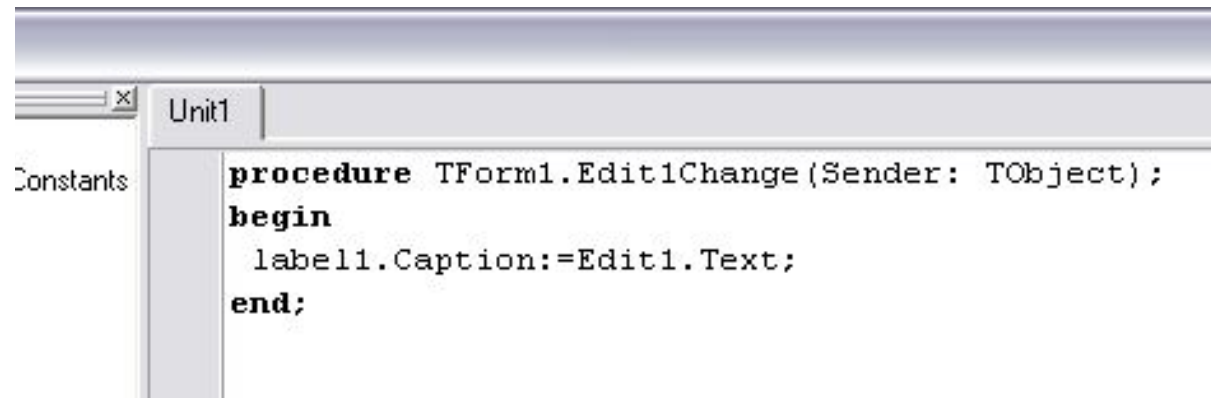 Unit1
Constants
procedure TForm1.Edit1Change(Sender: TObject);
begin
label1.Caption:=Edit1.Text;
end;